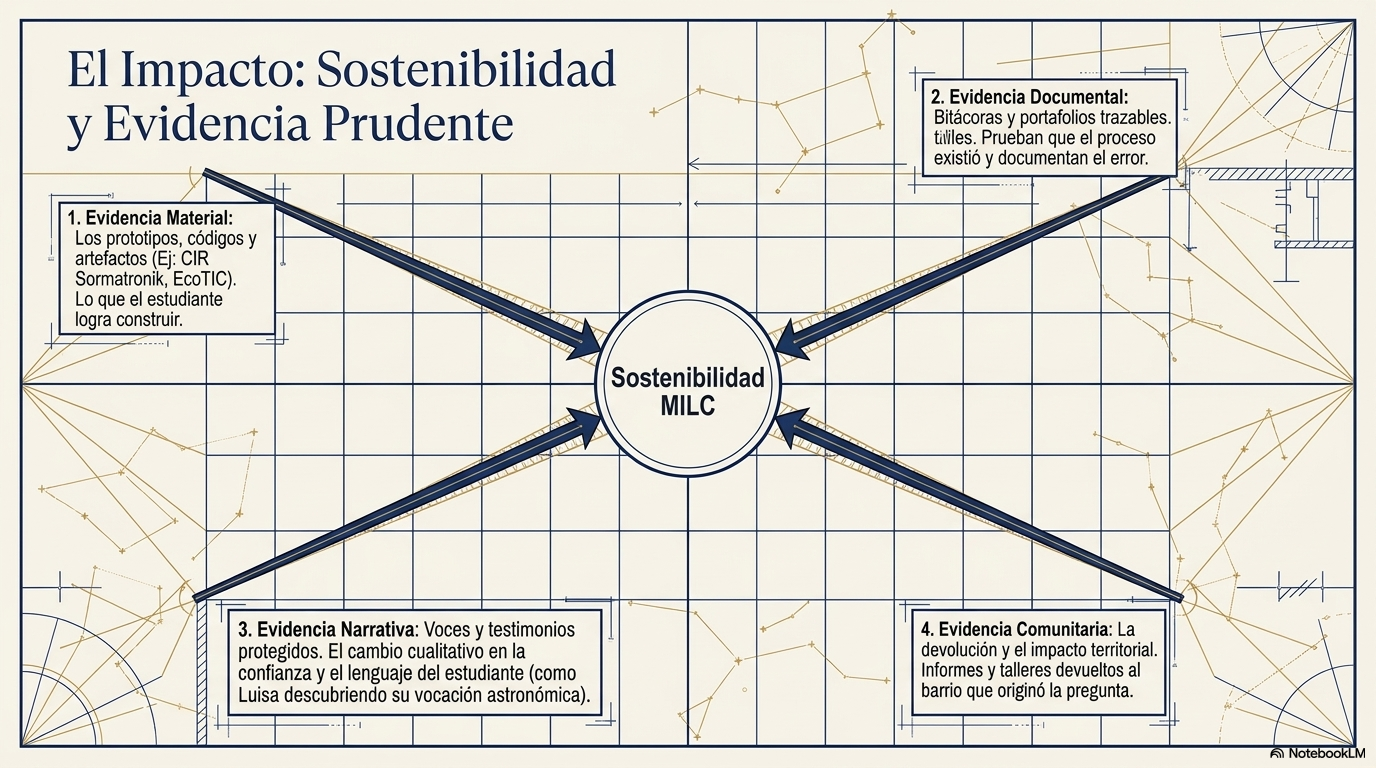 El Impacto: Sostenibilidad
y Evidencia Prudente
1. Evidencia Material:
Los prototipos, códigos y
artefactos (Ej: CIR
Sormatronik, EcoTIC).
Lo que el estudiante
logra construir.
2. Evidencia Documental:
Bitácoras y portafolios trazables.
Prueban que el proceso
existió y documentan el error.
Sostenibilidad
MILC
3. Evidencia Narrativa: Voces y testimonios
protegidos. El cambio cualitativo en la
confianza y el lenguaje del estudiante (como
Luisa descubriendo su vocación astronómica).
4. Evidencia Comunitaria: La
devolución y el impacto territorial.
Informes y talleres devueltos al
barrio que originó la pregunta.
NotebookLM